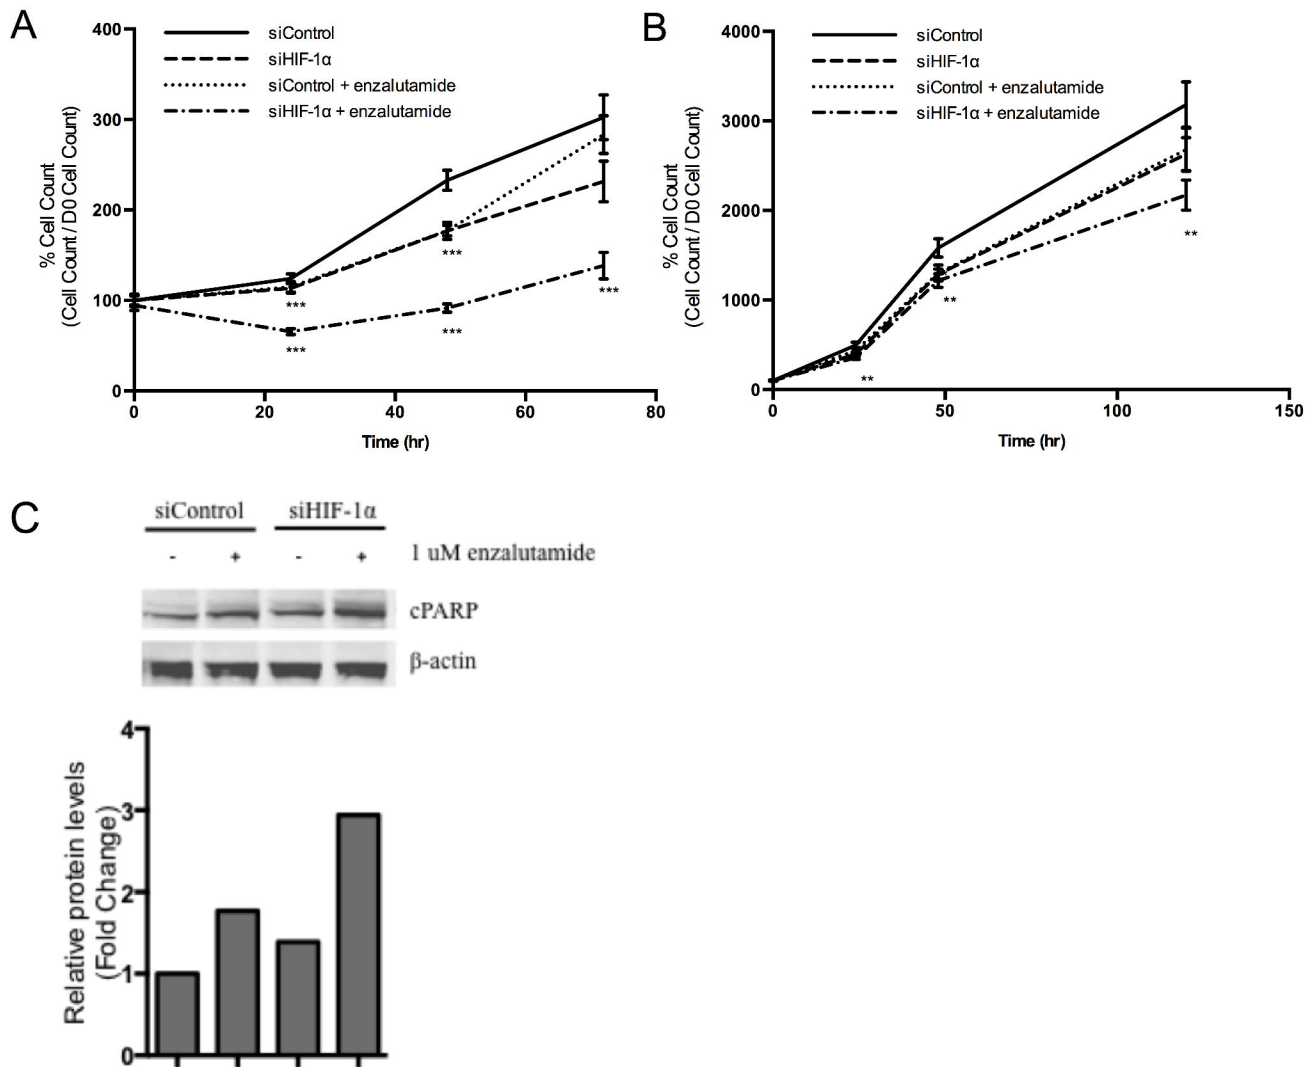 A
400
300
200
100
0
0
20
40
60
80
% Cell Count
(Cell Count / D0 Cell Count)
Time (hr)
siControl
siHIF-1α
siControl + enzalutamide
siHIF-1α + enzalutamide
***
***
***
***
***
B
4000
3000
2000
1000
0
0
50
100
150
% Cell Count
(Cell Count / D0 Cell Count)
Time (hr)
siControl
siHIF-1α
siControl + enzalutamide
siHIF-1α + enzalutamide
**
**
**
C
siControl siHIF-1α
- + - + 1 uM enzalutamide
cPARP
β-actin
Relative protein levels
(Fold Change)
4
3
2
1
0